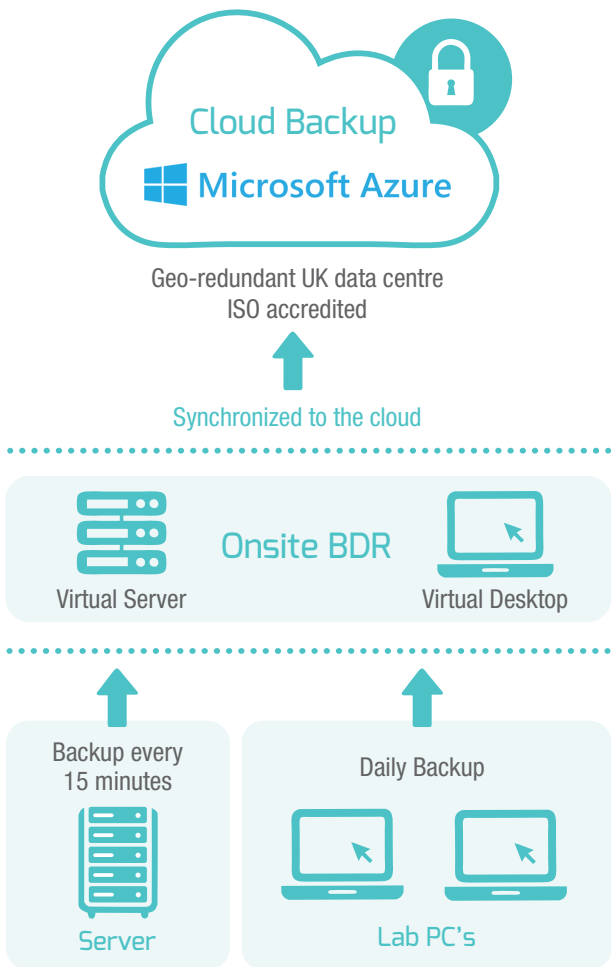 Cloud Backup
Microsoft Azure
Geo-redundant UK data centre
ISO accredited
Synchronized to the cloud
Onsite BDR
Virtual Server
Virtual Desktop
Backup every
15 minutes
Server
Daily Backup
Lab PC's